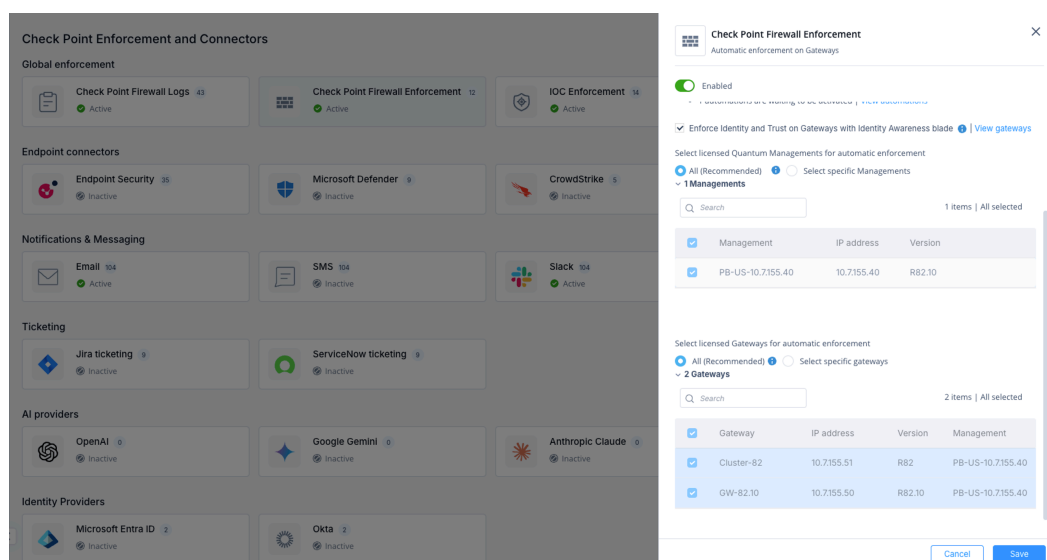 Check Point Enforcement and Connectors
Global enforcement
Check Point Firewall Logs 43
Active
Check Point Firewall Enforcement 12
Active
IOC Enforcement 14
Active
Endpoint connectors
Endpoint Security 35
Inactive
Microsoft Defender 9
Inactive
CrowdStrike 5
Inactive
Notifications & Messaging
Email 104
Active
SMS 104
Inactive
Slack 104
Active
Ticketing
Jira ticketing 9
Inactive
ServiceNow ticketing 9
Inactive
AI providers
OpenAI 0
Inactive
Google Gemini 0
Inactive
Anthropic Claude 0
Inactive
Identity Providers
Microsoft Entra ID 2
Inactive
Okta 2
Inactive
Check Point Firewall Enforcement
Automatic enforcement on Gateways
Enabled
automations are waiting to be activated | View automations
Enforce Identity and Trust on Gateways with Identity Awareness blade | View gateways
Select licensed Quantum Managements for automatic enforcement
All (Recommended) Select specific Managements
1 Managements
Search 1 items | All selected
Management IP address Version
PB-US-10.7.155.40 10.7.155.40 R82.10
Select licensed Gateways for automatic enforcement
All (Recommended) Select specific gateways
2 Gateways
Search 2 items | All selected
Gateway IP address Version Management
Cluster-82 10.7.155.51 R82 PB-US-10.7.155.40
GW-82.10 10.7.155.50 R82.10 PB-US-10.7.155.40
Cancel Save